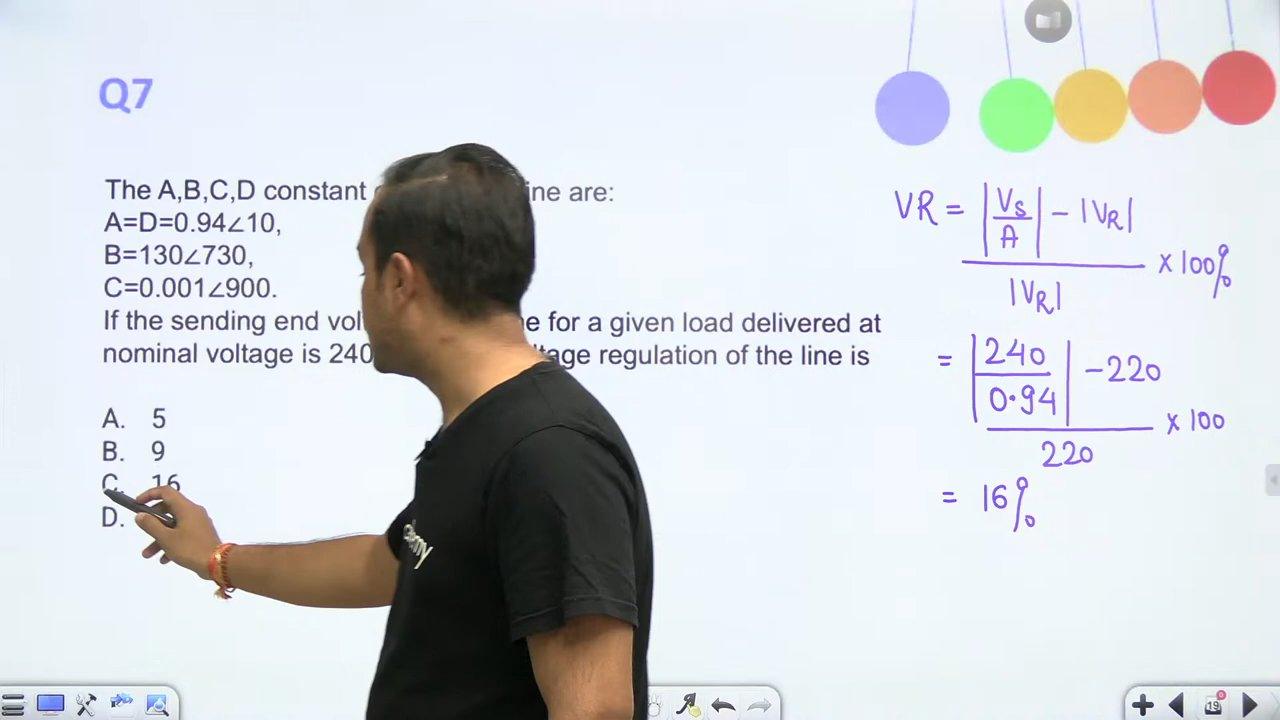 Q7
The A,B,C,D constant ine are:
A=D=0.94∠10,
B=130∠730,
C=0.001∠900.
If the sending end vol e for a given load delivered at
nominal voltage is 240 tage regulation of the line is
A. 5
B. 9
C. 16
D.
VR = |Vs/A| - |VR| / |VR| × 100%
= |240/0.94| - 220 / 220 × 100
= 16%
19